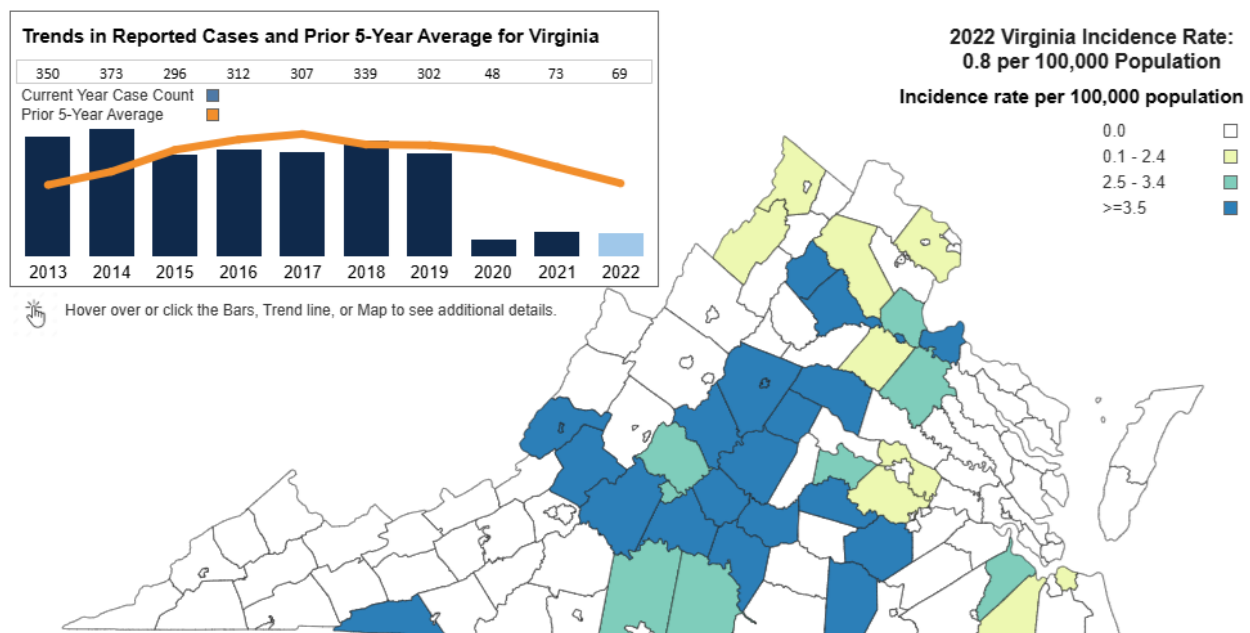 Trends in Reported Cases and Prior 5-Year Average for Virginia
350 373 296 312 307 339 302 48 73 69
Current Year Case Count
Prior 5-Year Average
2013 2014 2015 2016 2017 2018 2019 2020 2021 2022
Hover over or click the Bars, Trend line, or Map to see additional details.
2022 Virginia Incidence Rate:
0.8 per 100,000 Population
Incidence rate per 100,000 population
0.0
0.1 - 2.4
2.5 - 3.4
>=3.5